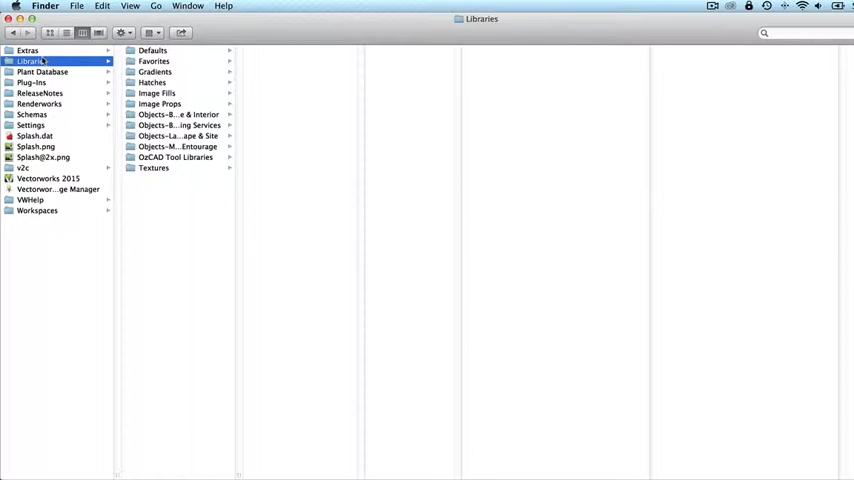 Finder File Edit View Go Window Help
Libraries
Extras
Libraries
Plant Database
Plug-Ins
ReleaseNotes
Renderworks
Schemas
Settings
Splash.dat
Splash.png
Splash@2x.png
v2c
Vectorworks 2015
Vectorwor...ge Manager
VWHelp
Workspaces
Defaults
Favorites
Gradients
Hatches
Image Fills
Image Props
Objects-B...e & Interior
Objects-B...ing Services
Objects-La...ape & Site
Objects-M...Entourage
OzCAD Tool Libraries
Textures